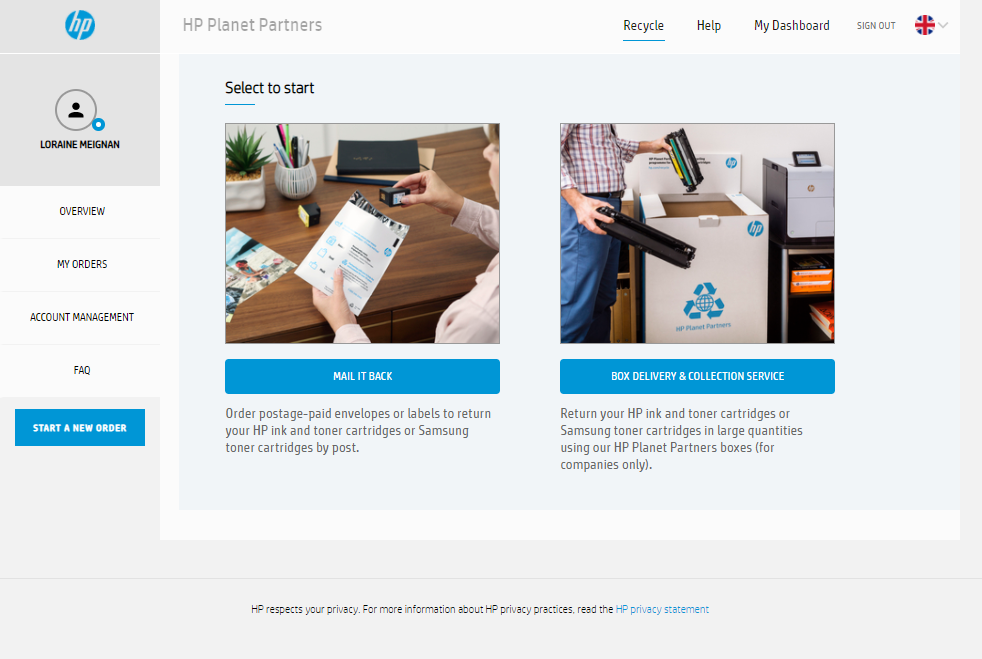 hp
HP Planet Partners
Recycle
Help
My Dashboard
SIGN OUT
LORAINE MEIGNAN
OVERVIEW
MY ORDERS
ACCOUNT MANAGEMENT
FAQ
START A NEW ORDER
Select to start
hp
hp
HP Planet Partners
MAIL IT BACK
Order postage-paid envelopes or labels to return
your HP ink and toner cartridges or Samsung
toner cartridges by post.
BOX DELIVERY & COLLECTION SERVICE
Return your HP ink and toner cartridges or
Samsung toner cartridges in large quantities
using our HP Planet Partners boxes (for
companies only).
HP respects your privacy. For more information about HP privacy practices, read the HP privacy statement